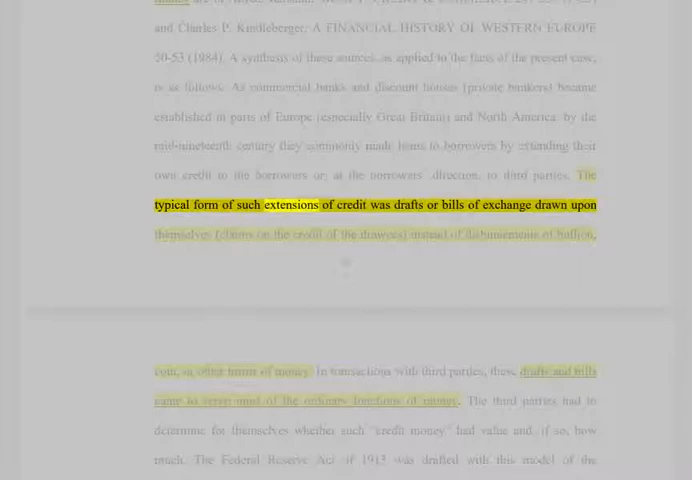 and Charles P. Kindleberger, A FINANCIAL HISTORY OF WESTERN EUROPE
50-53 (1984). A synthesis of these sources, as applied to the facts of the present case,
is as follows: As commercial banks and discount houses (private bankers) became
established in parts of Europe (especially Great Britain) and North America, by the
mid-nineteenth century they commonly made loans to borrowers by extending their
own credit to the borrowers or, at the borrowers' direction, to third parties. The
typical form of such extensions of credit was drafts or bills of exchange drawn upon
themselves (claims on the credit of the drawees) instead of disbursements of bullion,
coin, or other forms of money. In transactions with third parties, these drafts and bills
came to serve most of the ordinary functions of money. The third parties had to
determine for themselves whether such "credit money" had value and, if so, how
much. The Federal Reserve Act of 1913 was drafted with this model of the